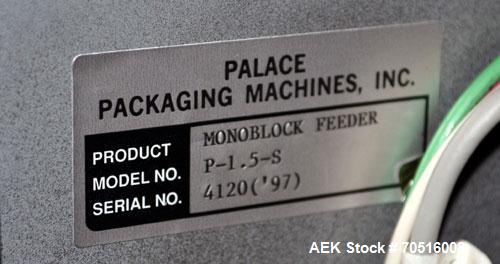 PALACE
PACKAGING MACHINES, INC.
PRODUCT MONOBLOCK FEEDER
MODEL NO. P-1.5-S
SERIAL NO. 4120('97)
AEK Stock #